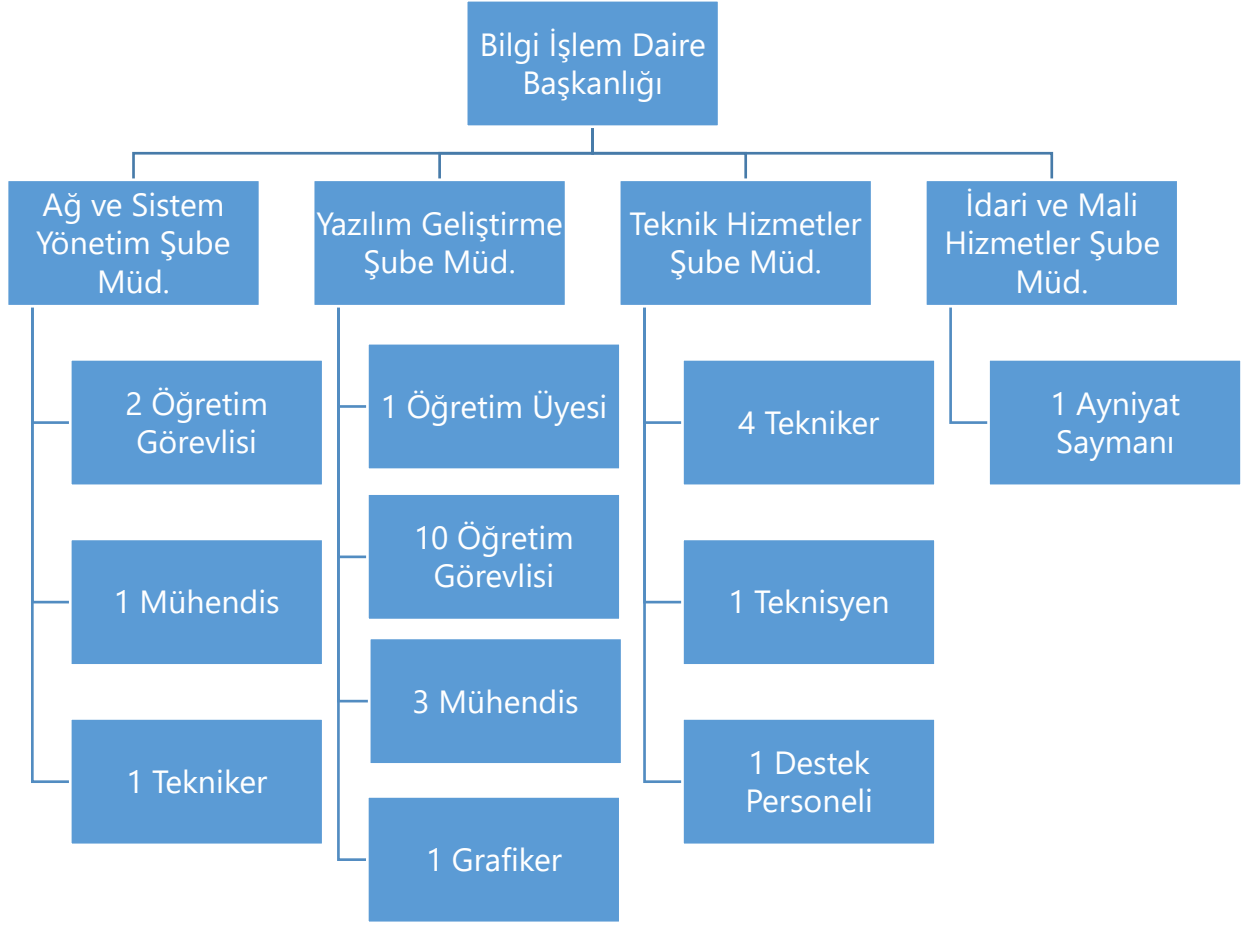 Bilgi İşlem Daire
Başkanlığı
Ağ ve Sistem
Yönetim Şube
Müd.
2 Öğretim
Görevlisi
1 Mühendis
1 Tekniker
Yazılım Geliştirme
Şube Müd.
1 Öğretim Üyesi
10 Öğretim
Görevlisi
3 Mühendis
1 Grafiker
Teknik Hizmetler
Şube Müd.
4 Tekniker
1 Teknisyen
1 Destek
Personeli
İdari ve Mali
Hizmetler Şube
Müd.
1 Ayniyat
Saymanı